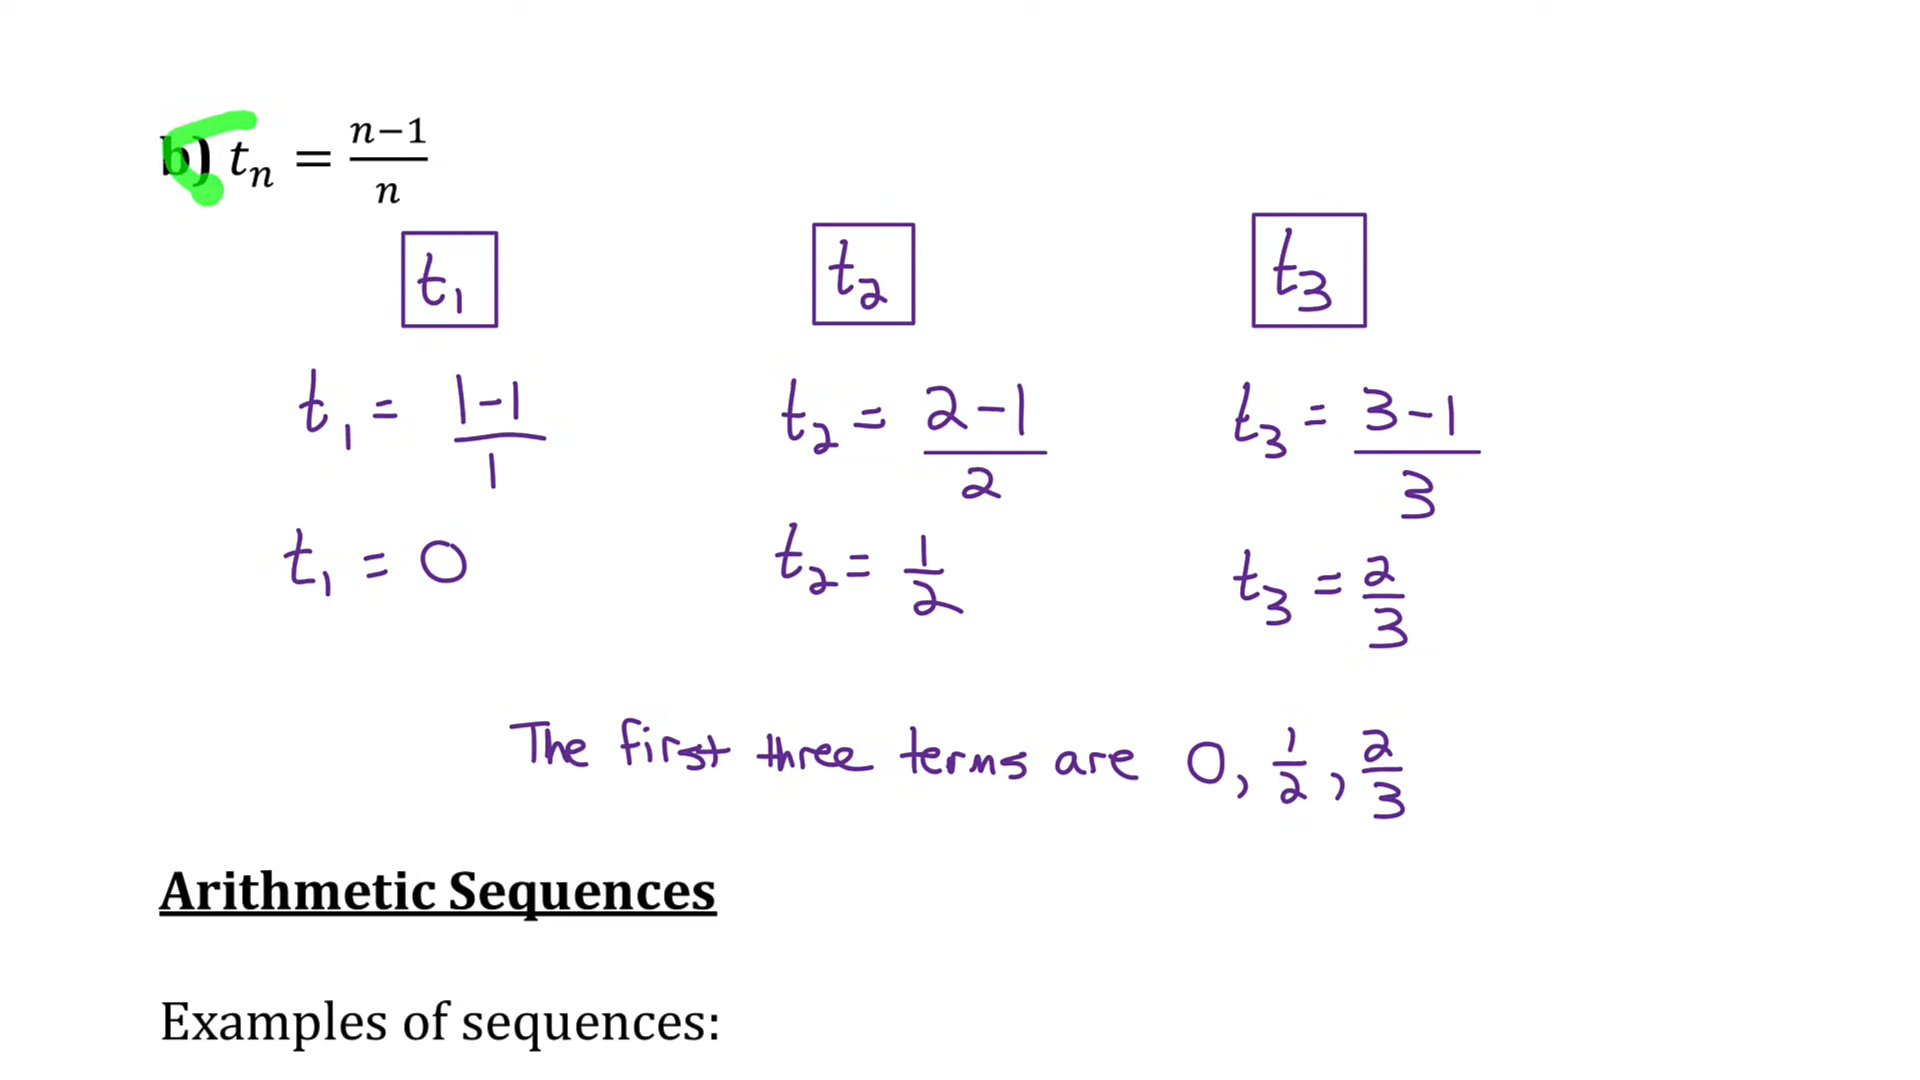 b) tₙ = (n−1)/n
t₁ t₂ t₃
t₁ = (1−1)/1 t₂ = (2−1)/2 t₃ = (3−1)/3
t₁ = 0 t₂ = 1/2 t₃ = 2/3
The first three terms are 0, 1/2, 2/3
Arithmetic Sequences
Examples of sequences: